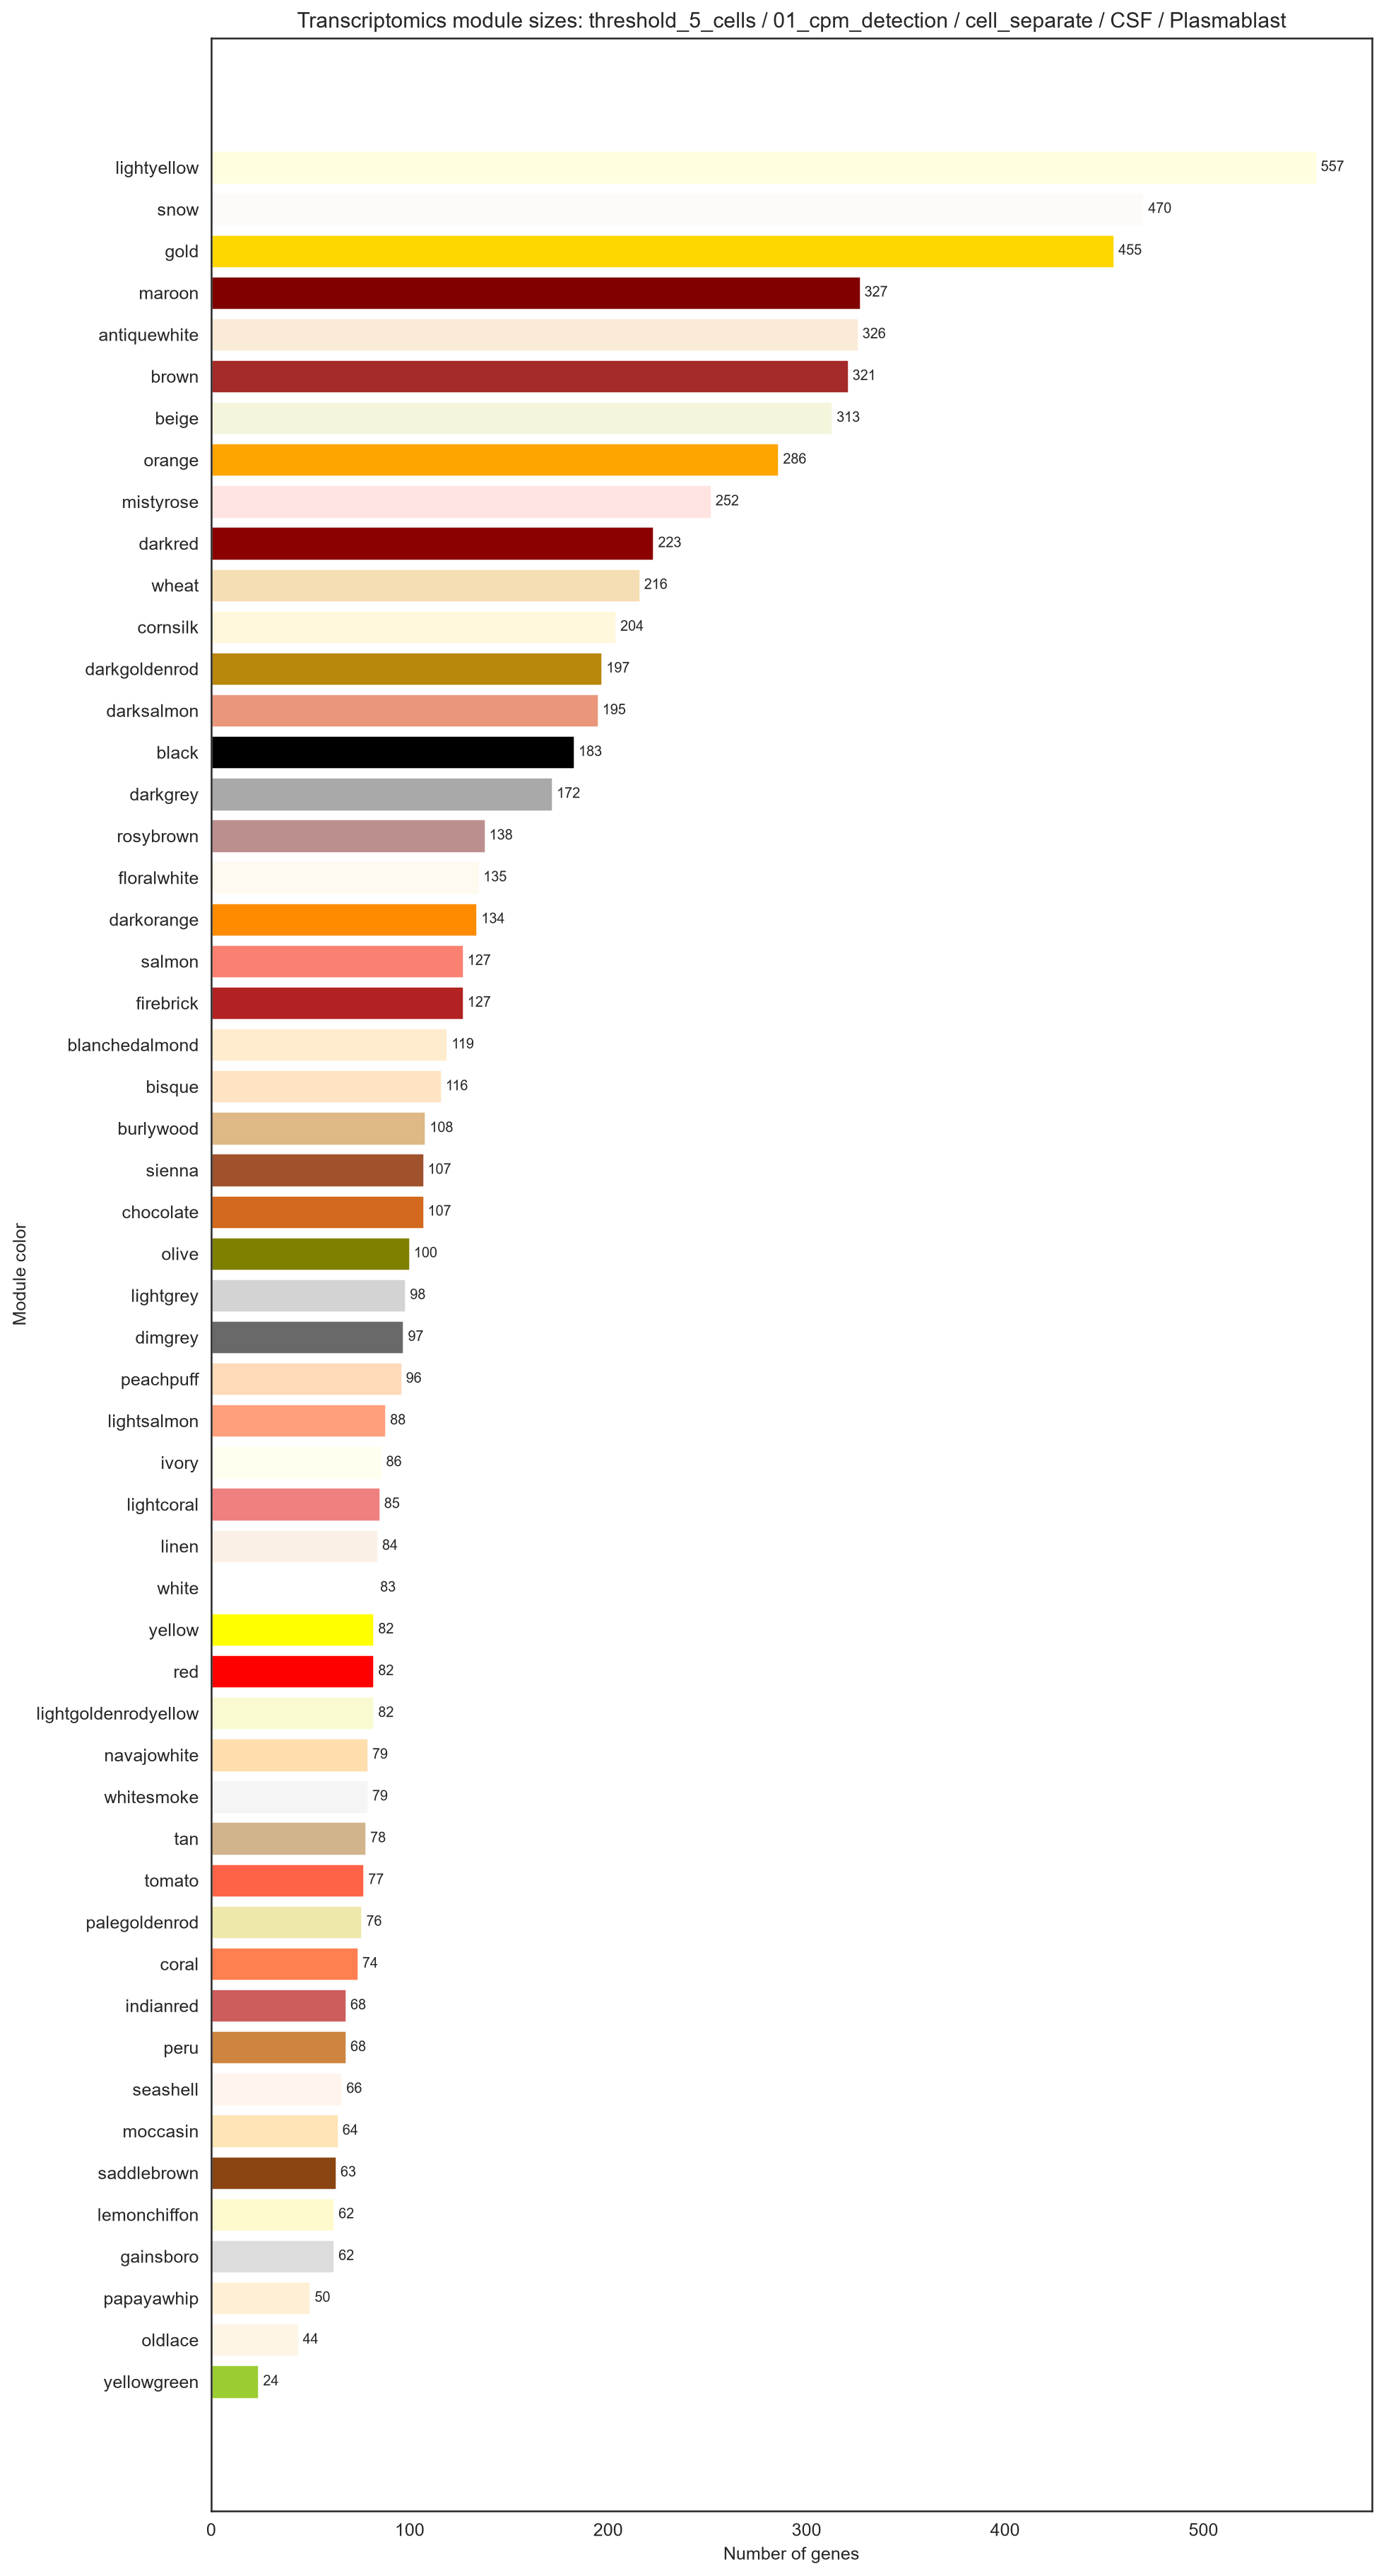 Transcriptomics module sizes: threshold_5_cells / 01_cpm_detection / cell_separate / CSF / Plasmablast
lightyellow 557
snow 470
gold 455
maroon 327
antiquewhite 326
brown 321
beige 313
orange 286
mistyrose 252
darkred 223
wheat 216
cornsilk 204
darkgoldenrod 197
darksalmon 195
black 183
darkgrey 172
rosybrown 138
floralwhite 135
darkorange 134
salmon 127
firebrick 127
blanchedalmond 119
bisque 116
burlywood 108
sienna 107
chocolate 107
olive 100
lightgrey 98
dimgrey 97
peachpuff 96
lightsalmon 88
ivory 86
lightcoral 85
linen 84
white 83
yellow 82
red 82
lightgoldenrodyellow 82
navajowhite 79
whitesmoke 79
tan 78
tomato 77
palegoldenrod 76
coral 74
indianred 68
peru 68
seashell 66
moccasin 64
saddlebrown 63
lemonchiffon 62
gainsboro 62
papayawhip 50
oldlace 44
yellowgreen 24
Module color
0 100 200 300 400 500
Number of genes